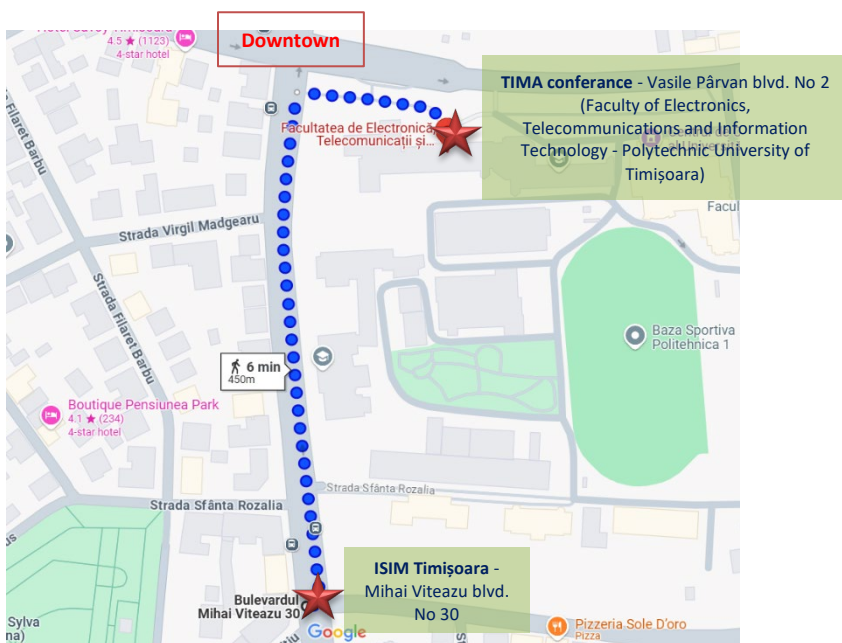 Downtown
4.5 ★ (1123)
4-star hotel
TIMA conferance - Vasile Pârvan blvd. No 2
(Faculty of Electronics,
Telecommunications and Information
Technology - Polytechnic University of
Timișoara)
Facultatea de Electronică,
Telecomunicații și...
Strada Filaret Barbu
Strada Virgil Madgearu
Facul
Strada Filaret Barbu
Baza Sportiva
Politehnica 1
6 min
450m
Boutique Pensiunea Park
4.1 ★ (234)
4-star hotel
Strada Sfânta Rozalia
Strada Sfânta Rozalia
ISIM Timișoara -
Mihai Viteazu blvd.
No 30
Bulevardul
Mihai Viteazu 30
Google
Sylva
na)
Pizzeria Sole D'oro
Pizza